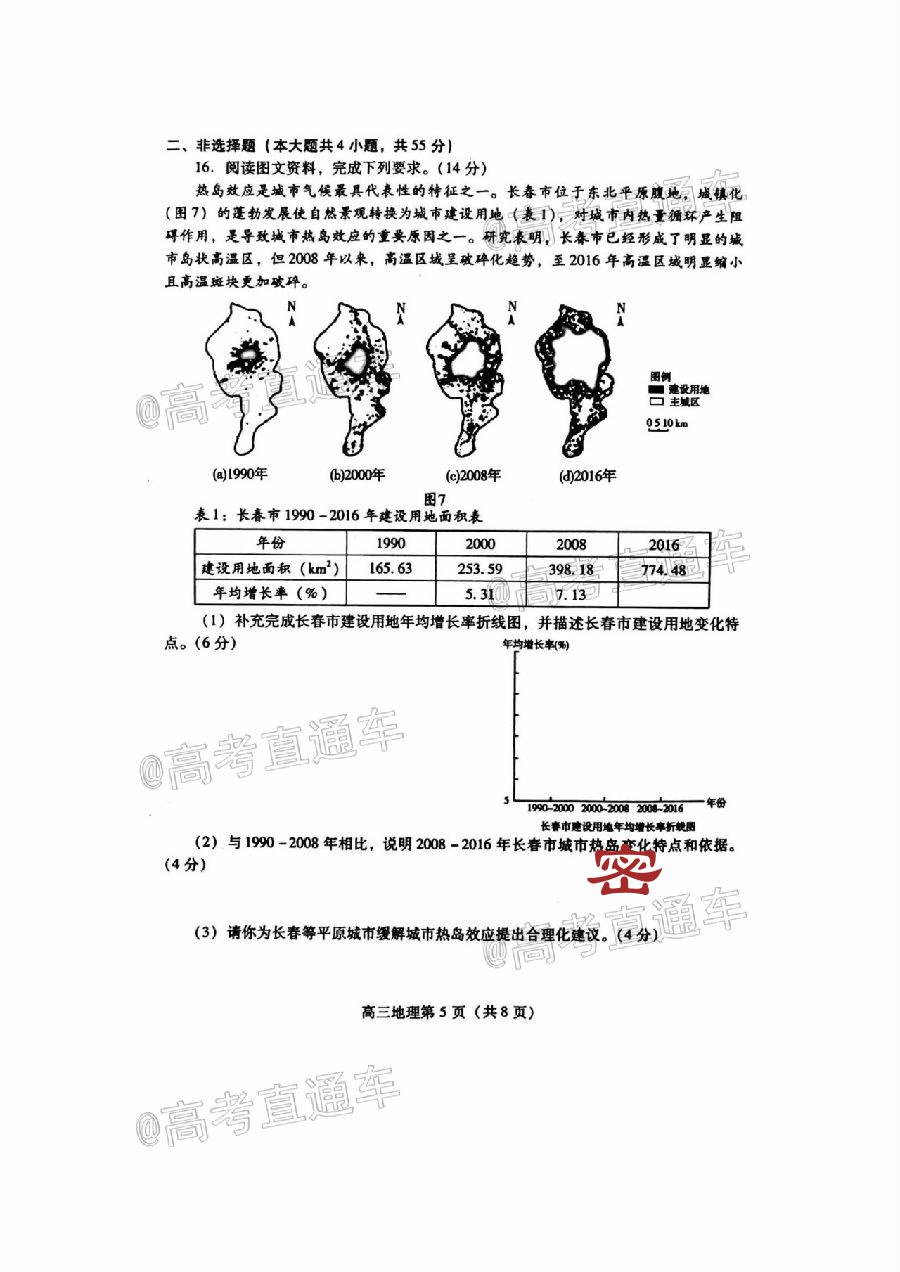 二、非选择题(本大题共4小题，共55分)
16. 阅读图文资料，完成下列要求。(14分)
热岛效应是城市气候最具代表性的特征之一。长春市位于东北平原腹地，城镇化
(图7)的蓬勃发展使自然景观转换为城市建设用地(表1)，对城市内热量循环产生阻
碍作用，是导致城市热岛效应的重要原因之一。研究表明，长春市已经形成了明显的城
市岛状高温区，但2008年以来，高温区域呈破碎化趋势，至2016年高温区域明显缩小
且高温斑块更加破碎。
N N N N
图例
建设用地
主城区
0 5 10 km
(a)1990年 (b)2000年 (c)2008年 (d)2016年
图7
表1：长春市1990-2016年建设用地面积表
年份 1990 2000 2008 2016
建设用地面积(km²) 165.63 253.59 398.18 774.48
年均增长率(%) —— 5.31 7.13
(1)补充完成长春市建设用地年均增长率折线图，并描述长春市建设用地变化特
点。(6分)
年均增长率(%)
5
1990-2000 2000-2008 2008-2016 年份
长春市建设用地年均增长率折线图
(2)与1990-2008年相比，说明2008-2016年长春市城市热岛变化特点和依据。
(4分)
密
(3)请你为长春等平原城市缓解城市热岛效应提出合理化建议。(4分)
高三地理第5页(共8页)
@高考直通车
@高考直通车
@高考直通车
@高考直通车
@高考直通车
@高考直通车